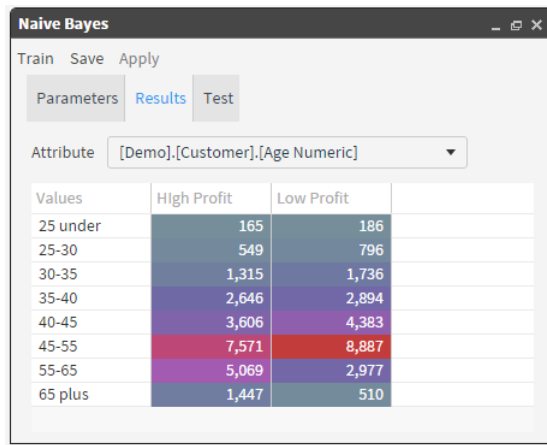 Naive Bayes
Train Save Apply
Parameters Results Test
Attribute [Demo].[Customer].[Age Numeric]
Values HIgh Profit Low Profit
25 under 165 186
25-30 549 796
30-35 1,315 1,736
35-40 2,646 2,894
40-45 3,606 4,383
45-55 7,571 8,887
55-65 5,069 2,977
65 plus 1,447 510